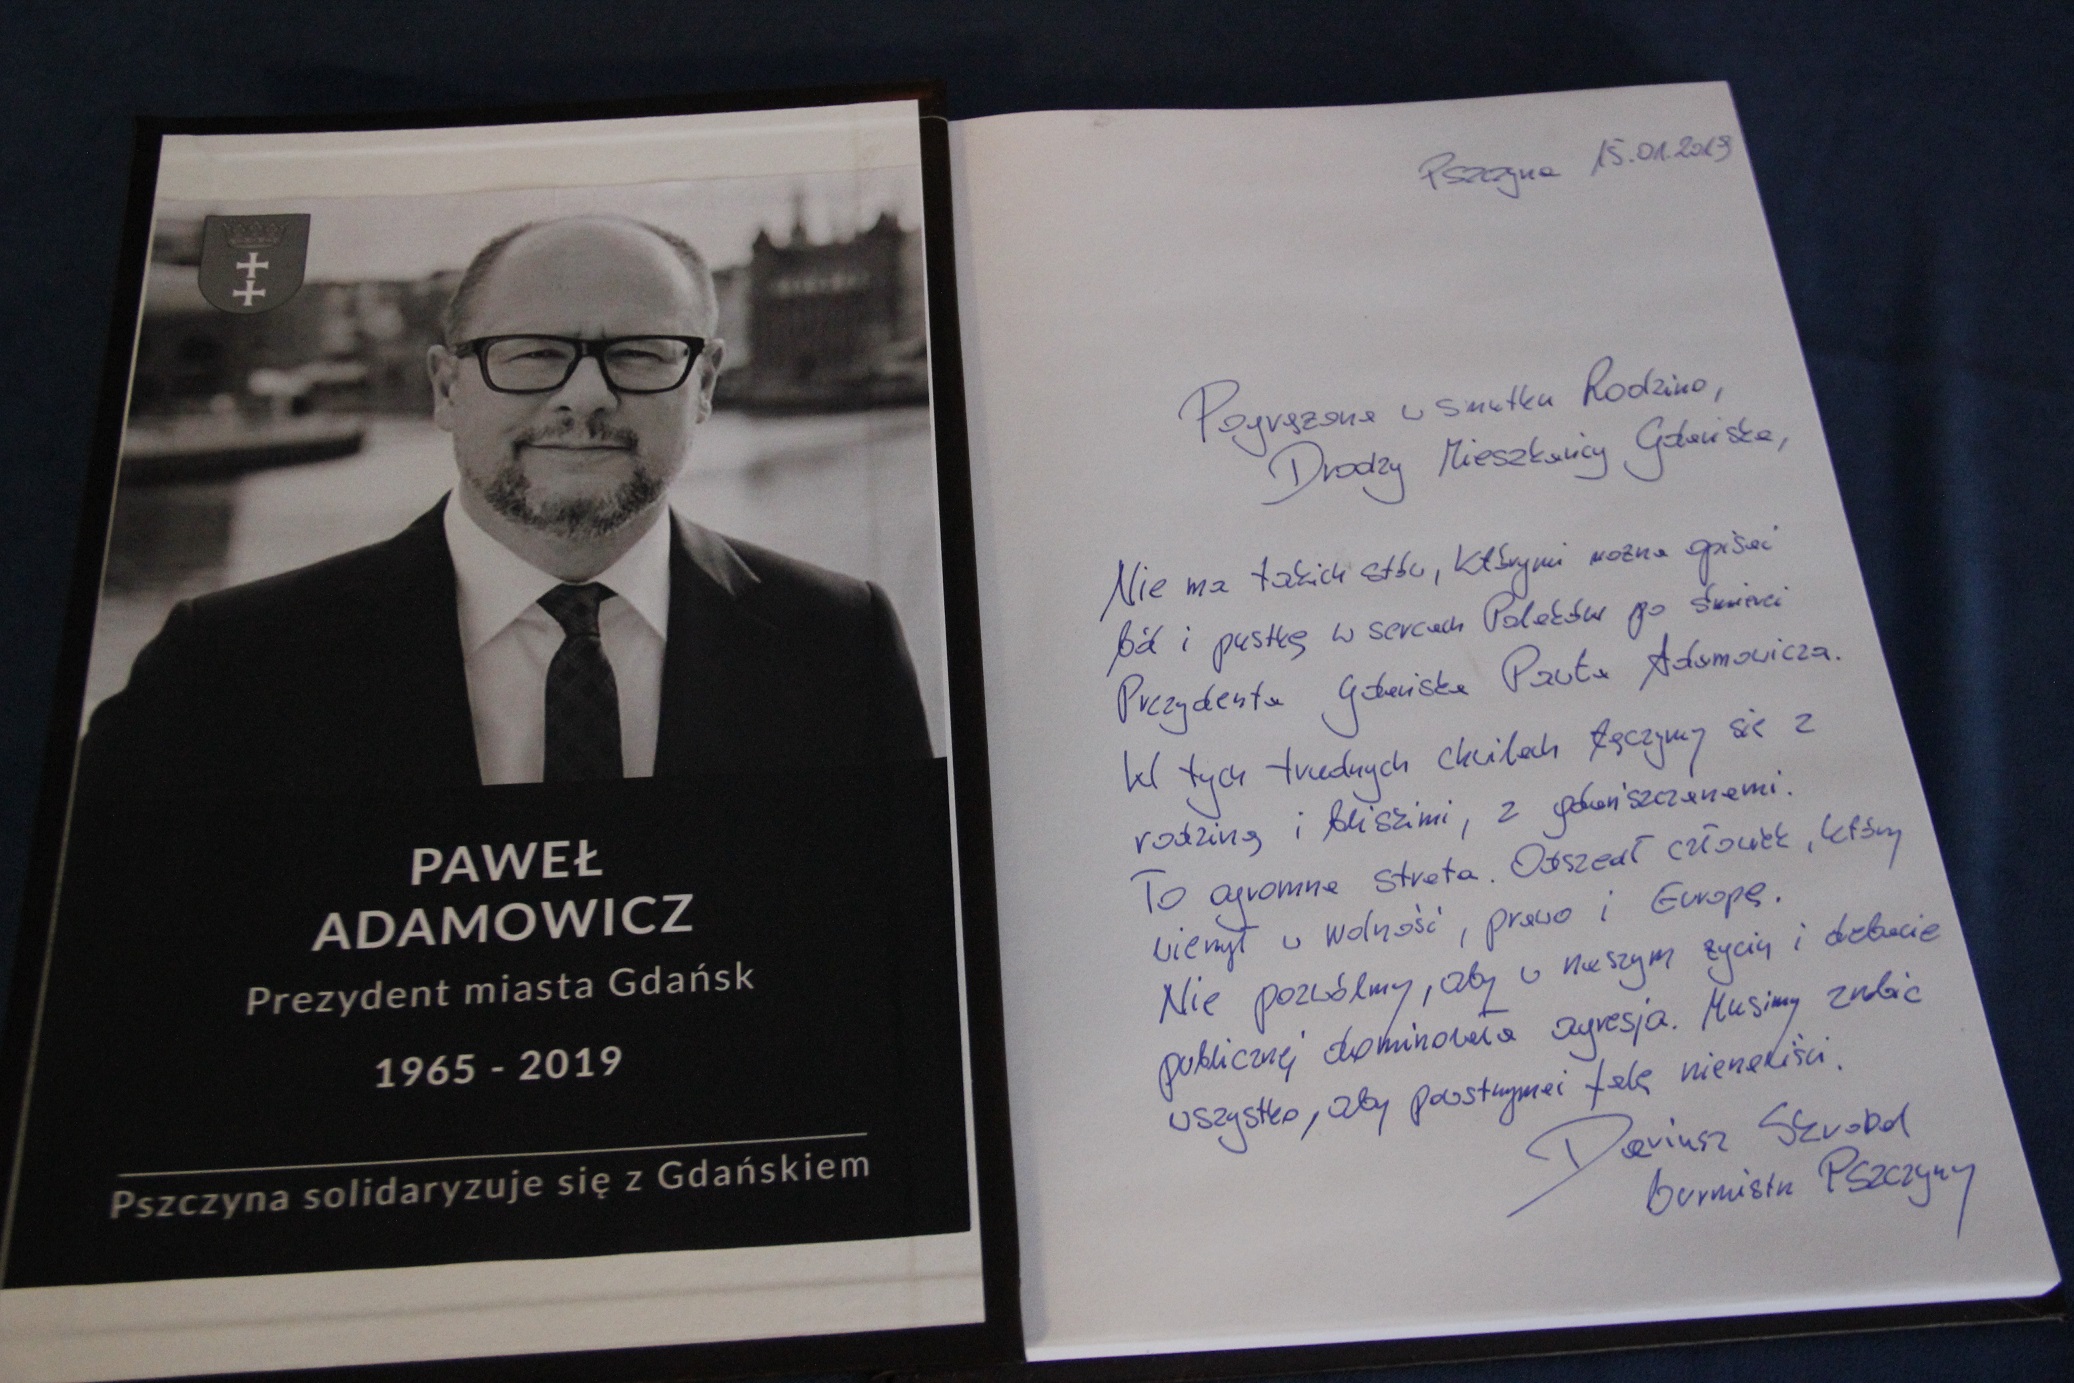 PAWEŁ
ADAMOWICZ
Prezydent miasta Gdańsk
1965 - 2019
Pszczyna solidaryzuje się z Gdańskiem
Pszczyna 15.01.2019
Pogrążona w smutku Rodzino,
Drodzy Mieszkańcy Gdańska,
Nie ma takich słów, którymi można opisać
ból i pustkę w sercach Polaków po śmierci
Prezydenta Gdańska Pawła Adamowicza.
W tych trudnych chwilach łączymy się z
rodziną i bliskimi, z gdańszczanami.
To ogromna strata. Odszedł człowiek, który
wierzył w wolność, prawo i Europę.
Nie pozwólmy, aby w naszym życiu i debacie
publicznej dominowała agresja. Musimy zrobić
wszystko, aby powstrzymać falę nienawiści.
Dariusz Skrobol
burmistrz Pszczyny